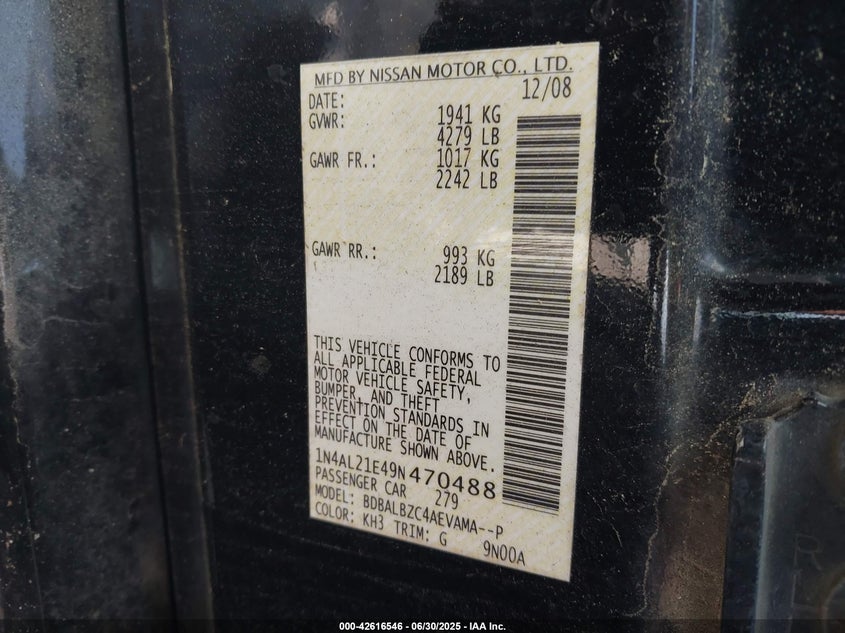 MFD BY NISSAN MOTOR CO., LTD.
DATE: 12/08
GVWR: 1941 KG
4279 LB
GAWR FR.: 1017 KG
2242 LB
GAWR RR.: 993 KG
2189 LB
THIS VEHICLE CONFORMS TO
ALL APPLICABLE FEDERAL
MOTOR VEHICLE SAFETY,
BUMPER, AND THEFT
PREVENTION STANDARDS IN
EFFECT ON THE DATE OF
MANUFACTURE SHOWN ABOVE.
1N4AL21E49N470488
PASSENGER CAR 279
MODEL: BDBALBZC4AEVAMA--P
COLOR: KH3 TRIM: G 9N00A
000-42616546 - 06/30/2025 - IAA Inc.